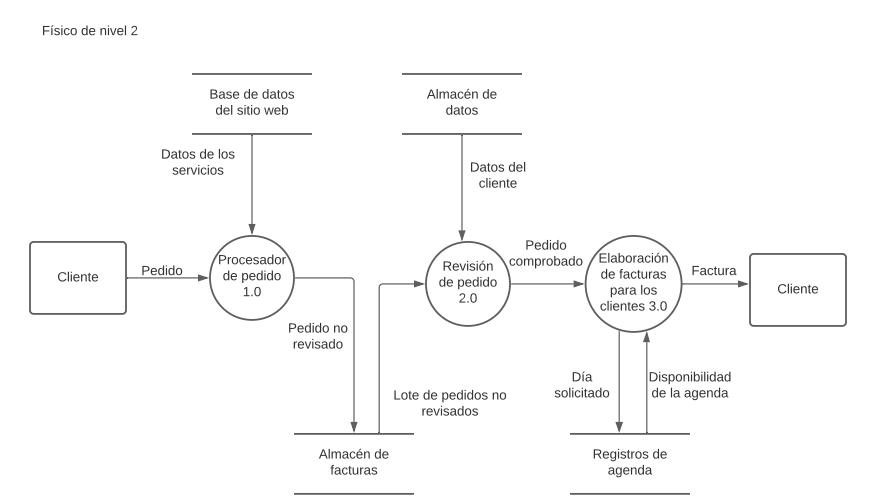 Físico de nivel 2
Base de datos
del sitio web
Almacén de
datos
Datos de los
servicios
Datos del
cliente
Cliente
Pedido
Procesador
de pedido
1.0
Revisión
de pedido
2.0
Pedido
comprobado
Elaboración
de facturas
para los
clientes 3.0
Factura
Cliente
Pedido no
revisado
Lote de pedidos no
revisados
Día
solicitado
Disponibilidad
de la agenda
Almacén de
facturas
Registros de
agenda